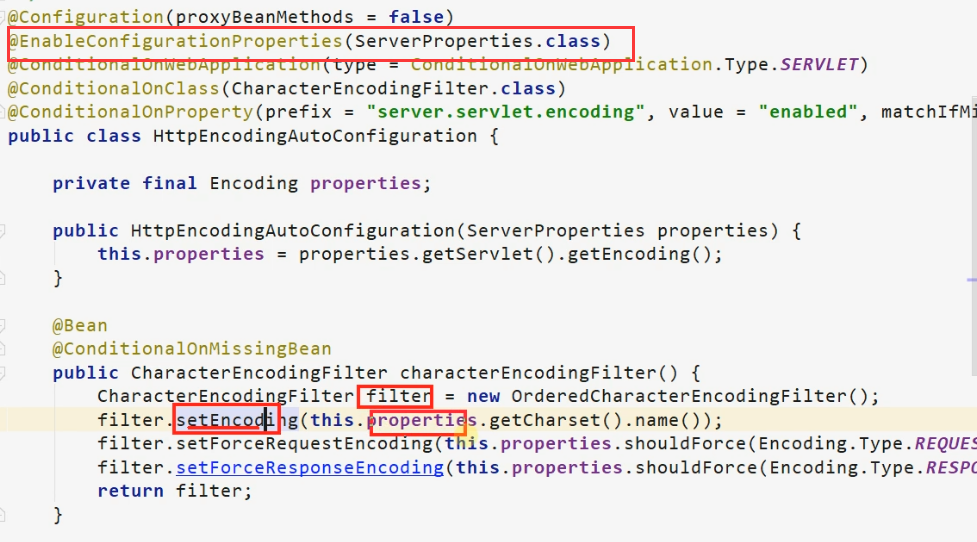 @Configuration(proxyBeanMethods = false)
@EnableConfigurationProperties(ServerProperties.class)
@ConditionalOnWebApplication(type = ConditionalOnWebApplication.Type.SERVLET)
@ConditionalOnClass(CharacterEncodingFilter.class)
@ConditionalOnProperty(prefix = "server.servlet.encoding", value = "enabled", matchIfMi
public class HttpEncodingAutoConfiguration {
private final Encoding properties;
public HttpEncodingAutoConfiguration(ServerProperties properties) {
this.properties = properties.getServlet().getEncoding();
}
@Bean
@ConditionalOnMissingBean
public CharacterEncodingFilter characterEncodingFilter() {
CharacterEncodingFilter filter = new OrderedCharacterEncodingFilter();
filter.setEncoding(this.properties.getCharset().name());
filter.setForceRequestEncoding(this.properties.shouldForce(Encoding.Type.REQUES
filter.setForceResponseEncoding(this.properties.shouldForce(Encoding.Type.RESPO
return filter;
}